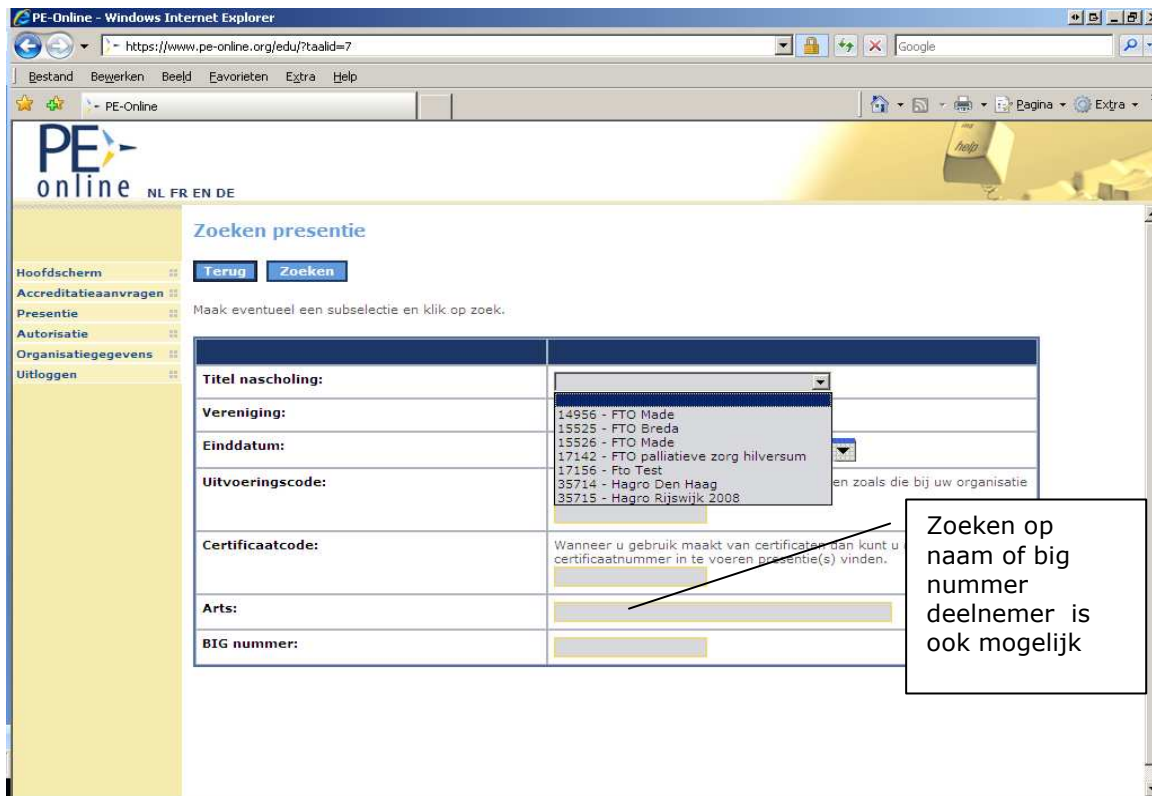 PE-Online - Windows Internet Explorer
https://www.pe-online.org/edu/?taalid=7
Google
Bestand Bewerken Beeld Favorieten Extra Help
PE-Online
Pagina Extra
help
PE
online NL FR EN DE
Zoeken presentie
Hoofdscherm
Accreditatieaanvragen
Presentie
Autorisatie
Organisatiegegevens
Uitloggen
Terug Zoeken
Maak eventueel een subselectie en klik op zoek.
Titel nascholing:
14956 - FTO Made
15525 - FTO Breda
15526 - FTO Made
17142 - FTO palliatieve zorg hilversum
17156 - Fto Test
35714 - Hagro Den Haag
35715 - Hagro Rijswijk 2008
Vereniging:
Einddatum:
Uitvoeringscode:
en zoals die bij uw organisatie
Certificaatcode:
Wanneer u gebruik maakt van certificaten dan kunt u
certificaatnummer in te voeren presentie(s) vinden.
Arts:
BIG nummer:
Zoeken op
naam of big
nummer
deelnemer is
ook mogelijk